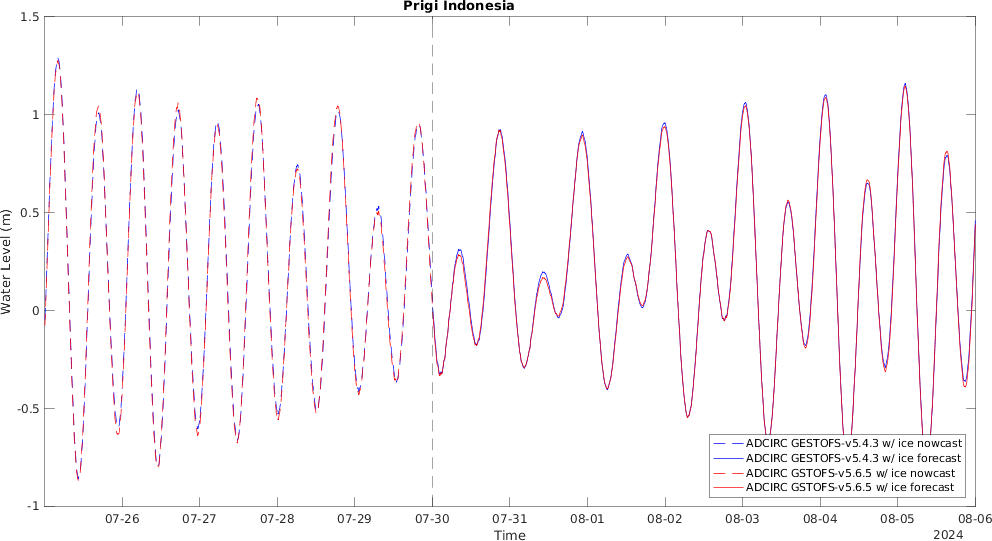 Prigi Indonesia
1.5
1
0.5
0
-0.5
-1
Water Level (m)
07-26 07-27 07-28 07-29 07-30 07-31 08-01 08-02 08-03 08-04 08-05 08-06
Time
2024
ADCIRC GESTOFS-v5.4.3 w/ ice nowcast
ADCIRC GESTOFS-v5.4.3 w/ ice forecast
ADCIRC GSTOFS-v5.6.5 w/ ice nowcast
ADCIRC GSTOFS-v5.6.5 w/ ice forecast